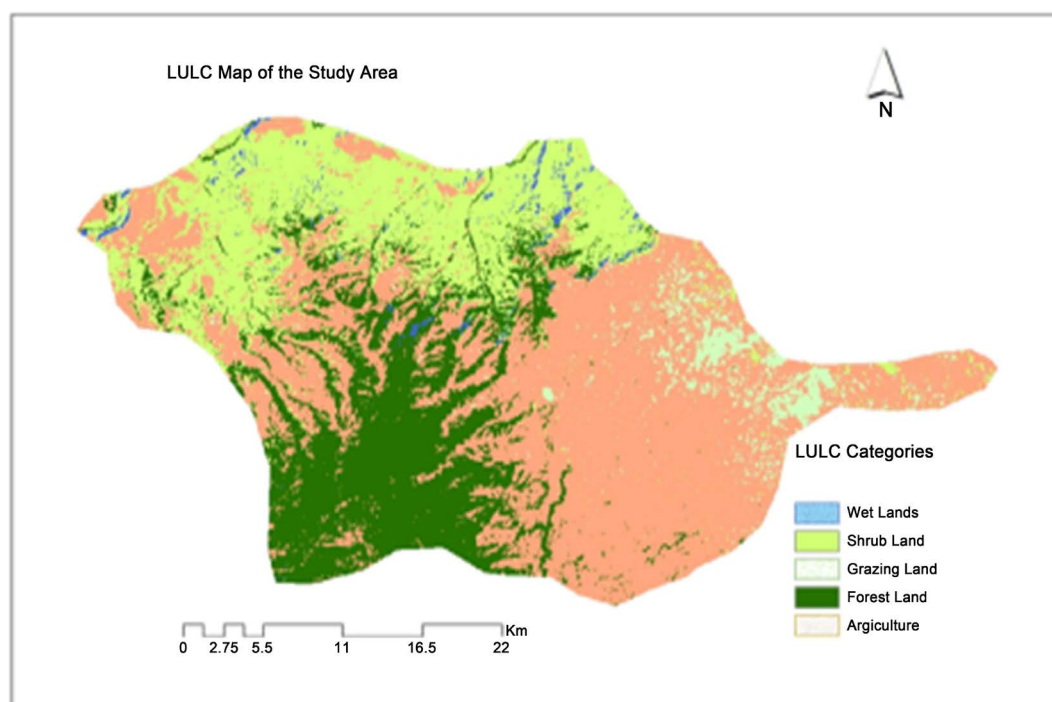 LULC Map of the Study Area
N
LULC Categories
Wet Lands
Shrub Land
Grazing Land
Forest Land
Argiculture
Km
0 2.75 5.5 11 16.5 22